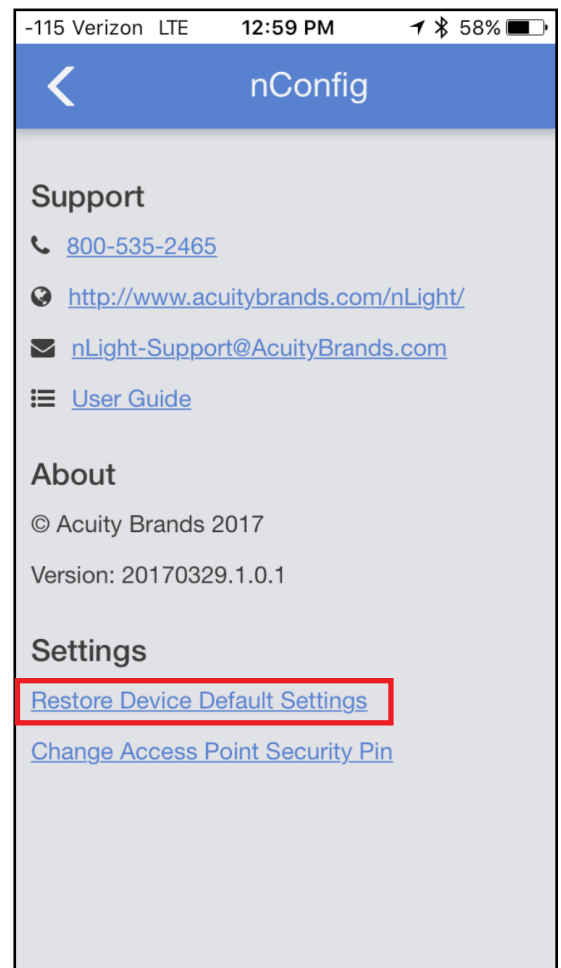 -115 Verizon LTE 12:59 PM 58%
nConfig
Support
800-535-2465
http://www.acuitybrands.com/nLight/
nLight-Support@AcuityBrands.com
User Guide
About
© Acuity Brands 2017
Version: 20170329.1.0.1
Settings
Restore Device Default Settings
Change Access Point Security Pin